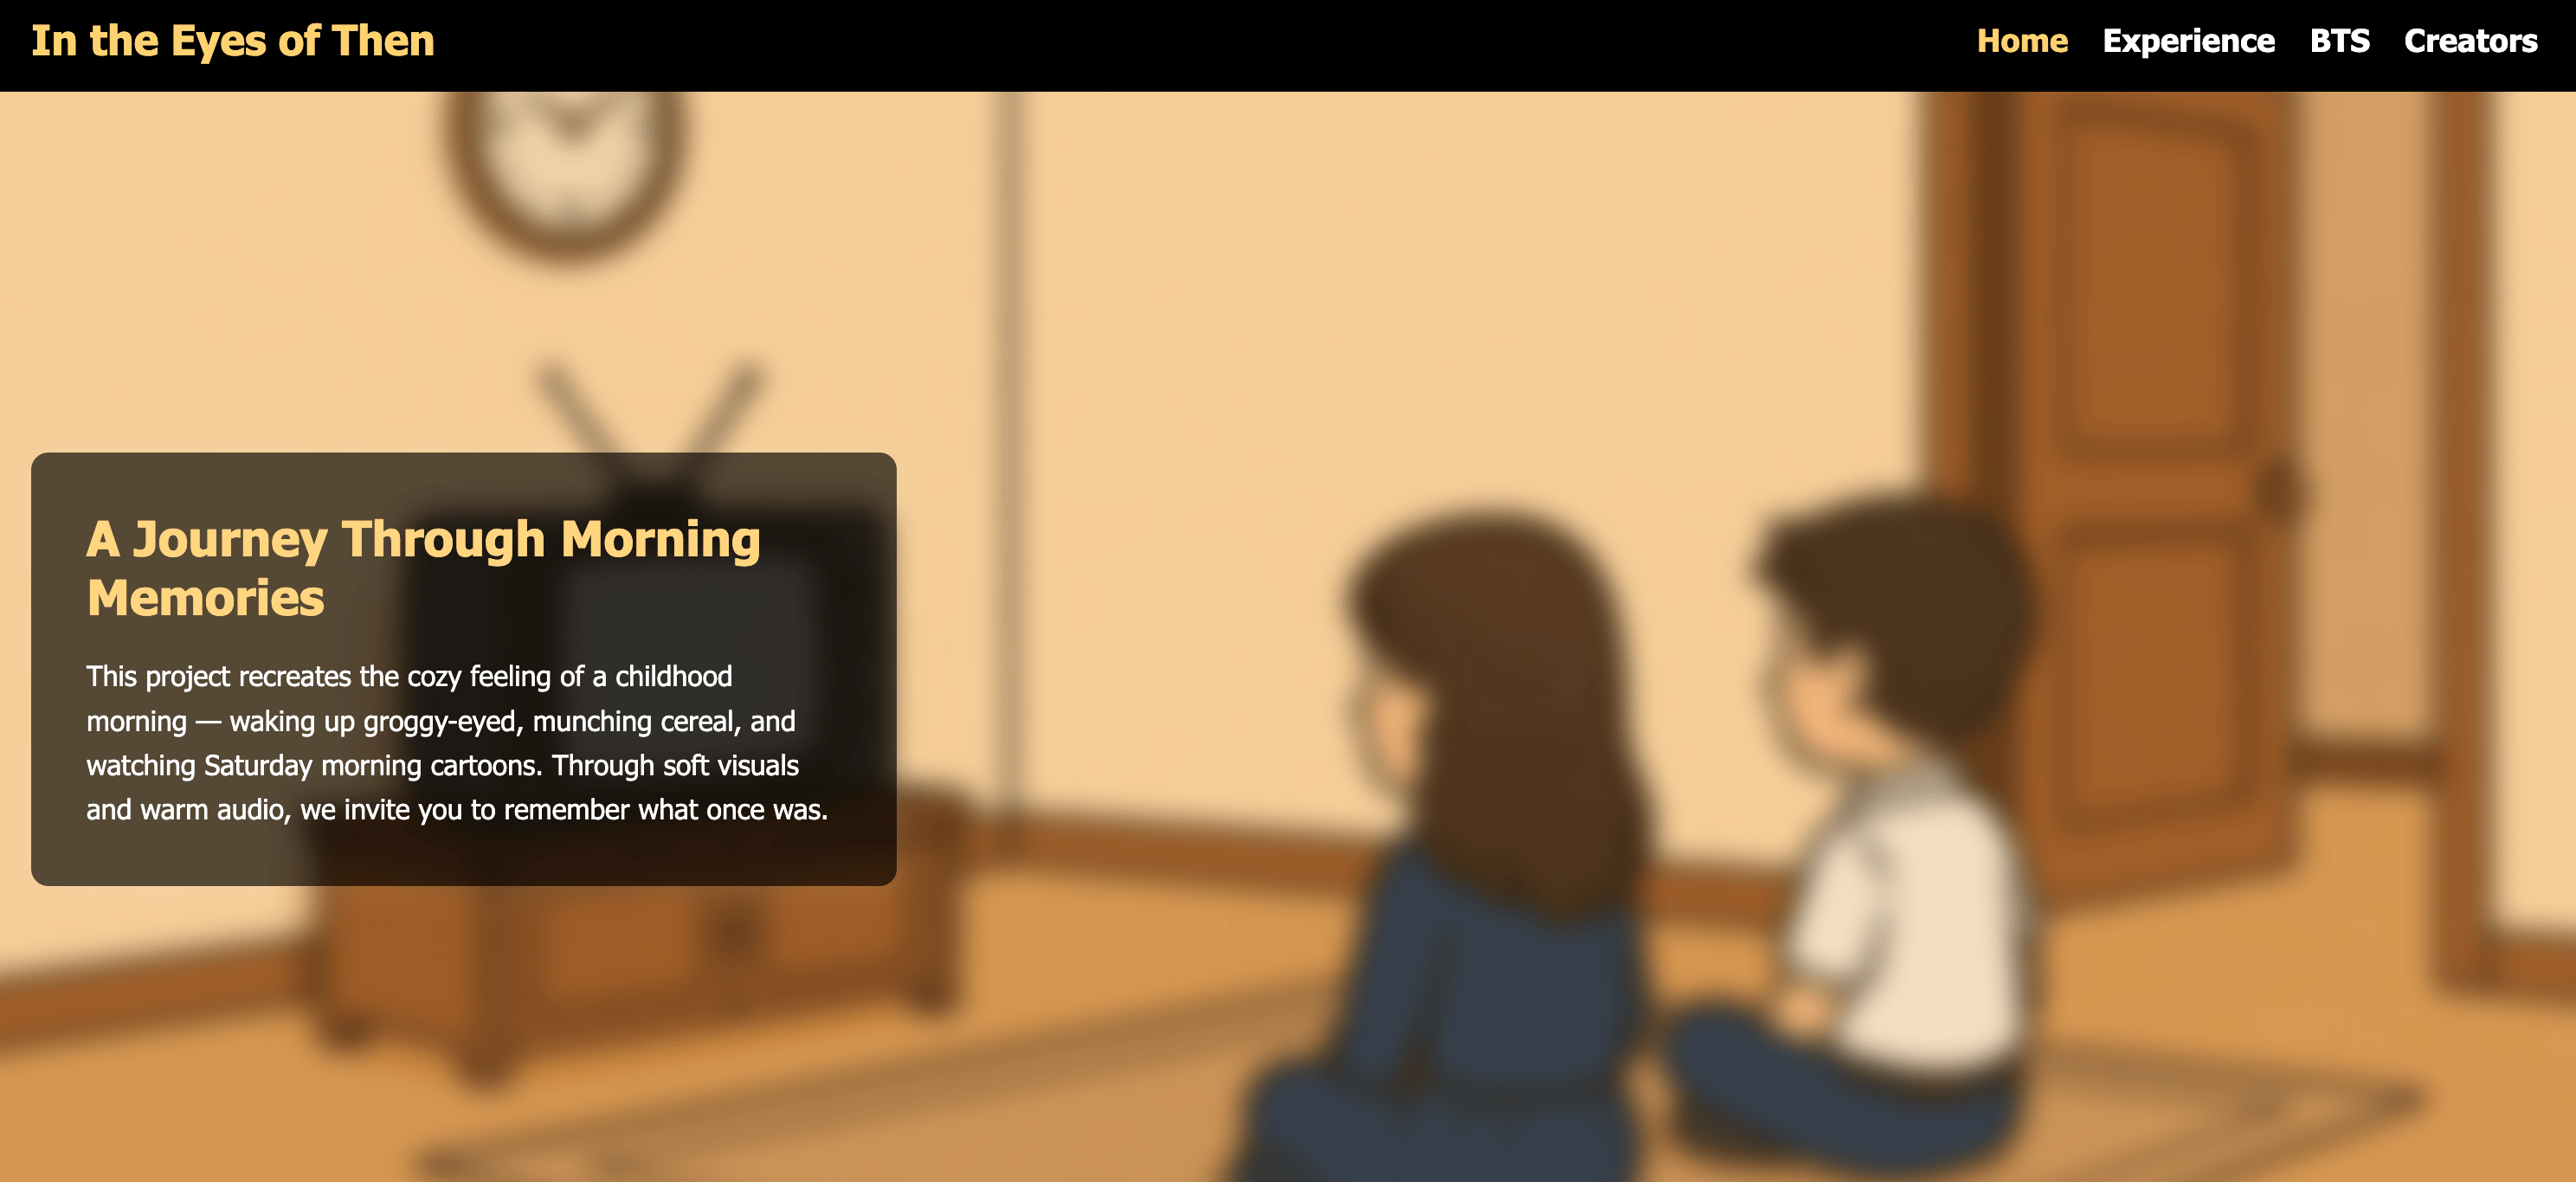 In the Eyes of Then
Home Experience BTS Creators
A Journey Through Morning
Memories
This project recreates the cozy feeling of a childhood
morning — waking up groggy-eyed, munching cereal, and
watching Saturday morning cartoons. Through soft visuals
and warm audio, we invite you to remember what once was.